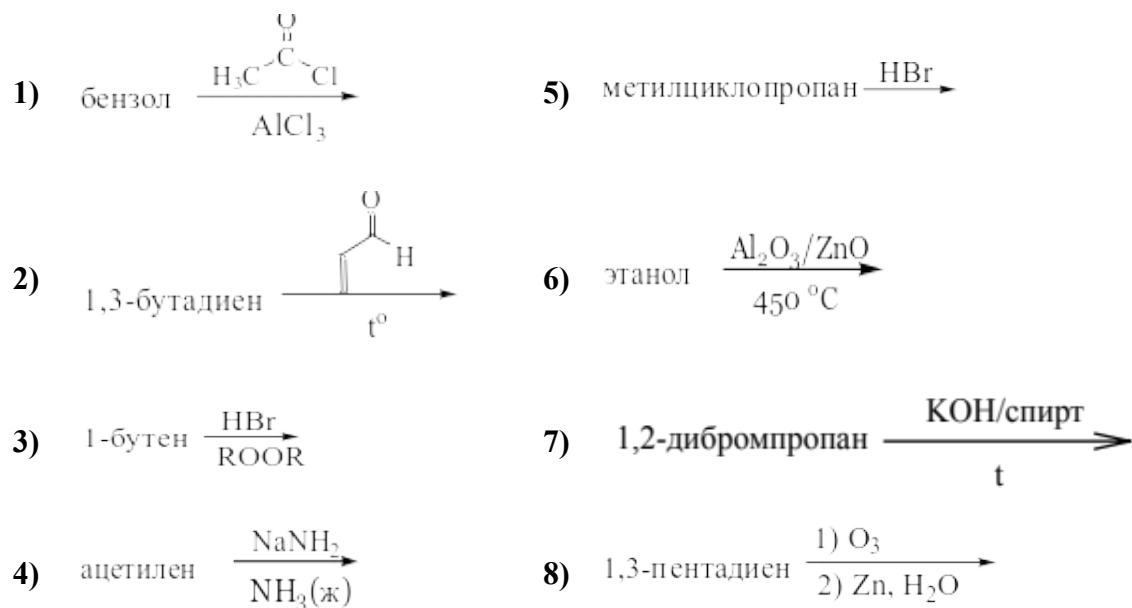 1) бензол
O
H₃C C Cl
AlCl₃
2) 1,3-бутадиен
O
H
t°
3) 1-бутен
HBr
ROOR
4) ацетилен
NaNH₂
NH₃(ж)
5) метилциклопропан
HBr
6) этанол
Al₂O₃/ZnO
450 °C
7) 1,2-дибромпропан
KOH/спирт
t
8) 1,3-пентадиен
1) O₃
2) Zn, H₂O